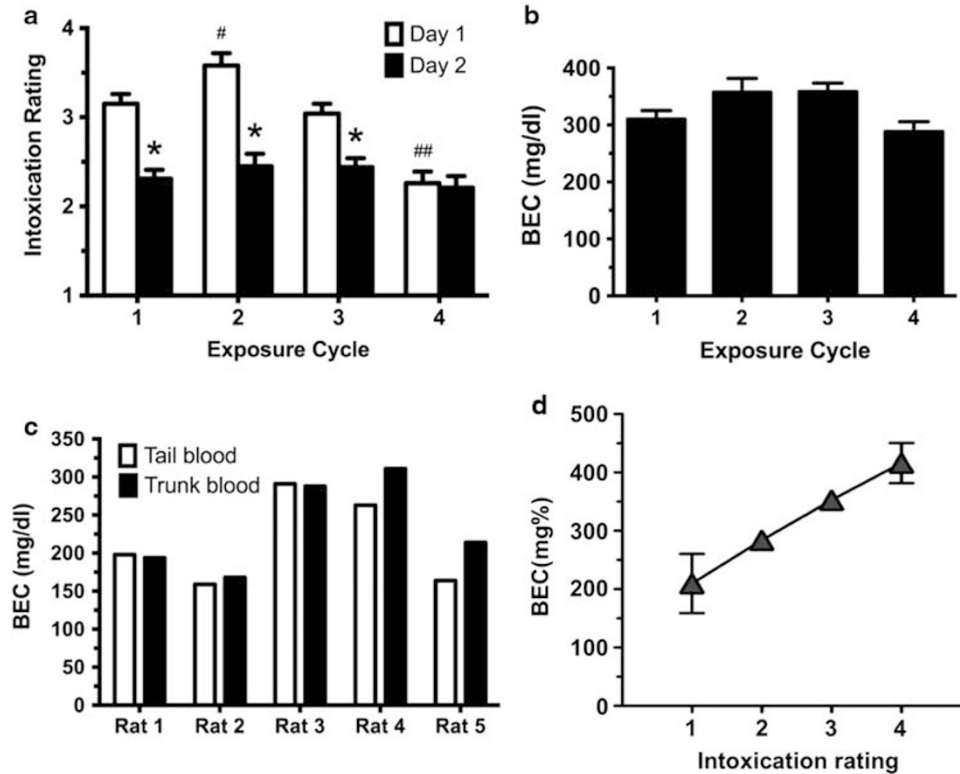 a
4
3
2
1
Intoxication Rating
#
*
*
*
##
Day 1
Day 2
1 2 3 4
Exposure Cycle
b
400
300
200
100
0
BEC (mg/dl)
1 2 3 4
Exposure Cycle
c
350
300
250
200
150
100
50
0
BEC (mg/dl)
Tail blood
Trunk blood
Rat 1 Rat 2 Rat 3 Rat 4 Rat 5
d
500
400
300
200
100
0
BEC(mg%)
1 2 3 4
Intoxication rating